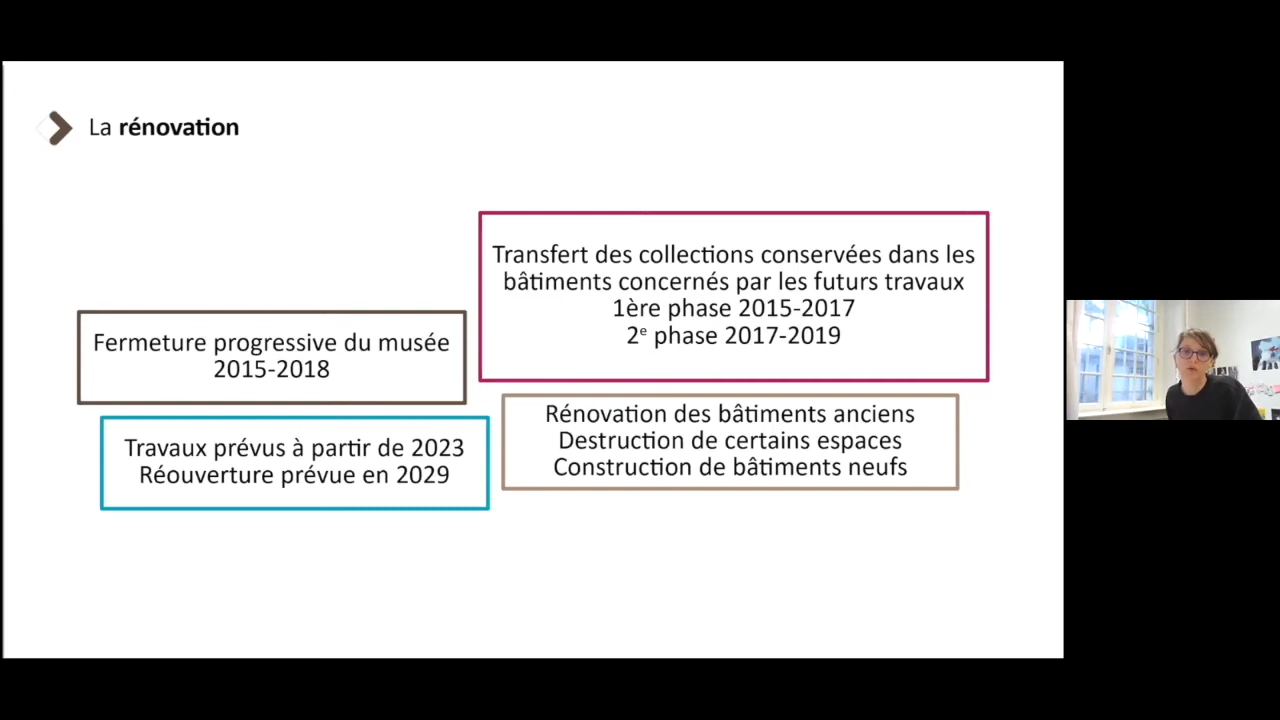 La rénovation
Transfert des collections conservées dans les
bâtiments concernés par les futurs travaux
1ère phase 2015-2017
2e phase 2017-2019
Fermeture progressive du musée
2015-2018
Travaux prévus à partir de 2023
Réouverture prévue en 2029
Rénovation des bâtiments anciens
Destruction de certains espaces
Construction de bâtiments neufs